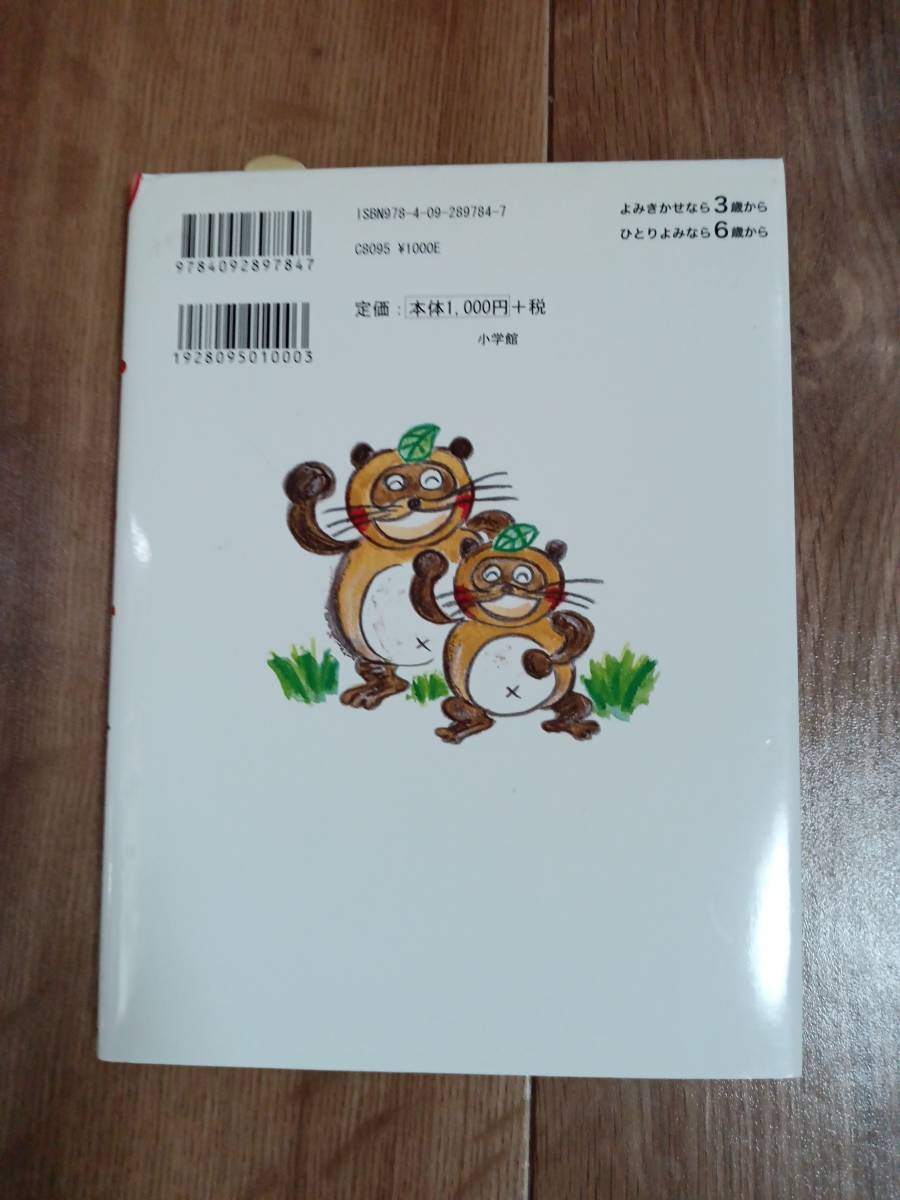 ISBN978-4-09-289784-7
C8095 ¥1000E
9784092897847
よみきかせなら3歳から
ひとりよみなら6歳から
定価:本体1,000円+税
小学館
1928095010003